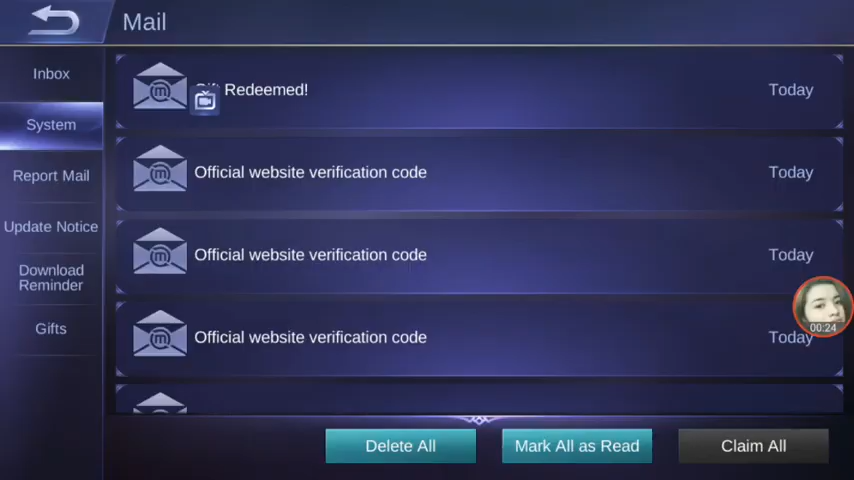 Mail
Inbox
System
Report Mail
Update Notice
Download
Reminder
Gifts
Redeemed!
Today
Official website verification code
Today
Official website verification code
Today
Official website verification code
Today
00:24
Delete All
Mark All as Read
Claim All